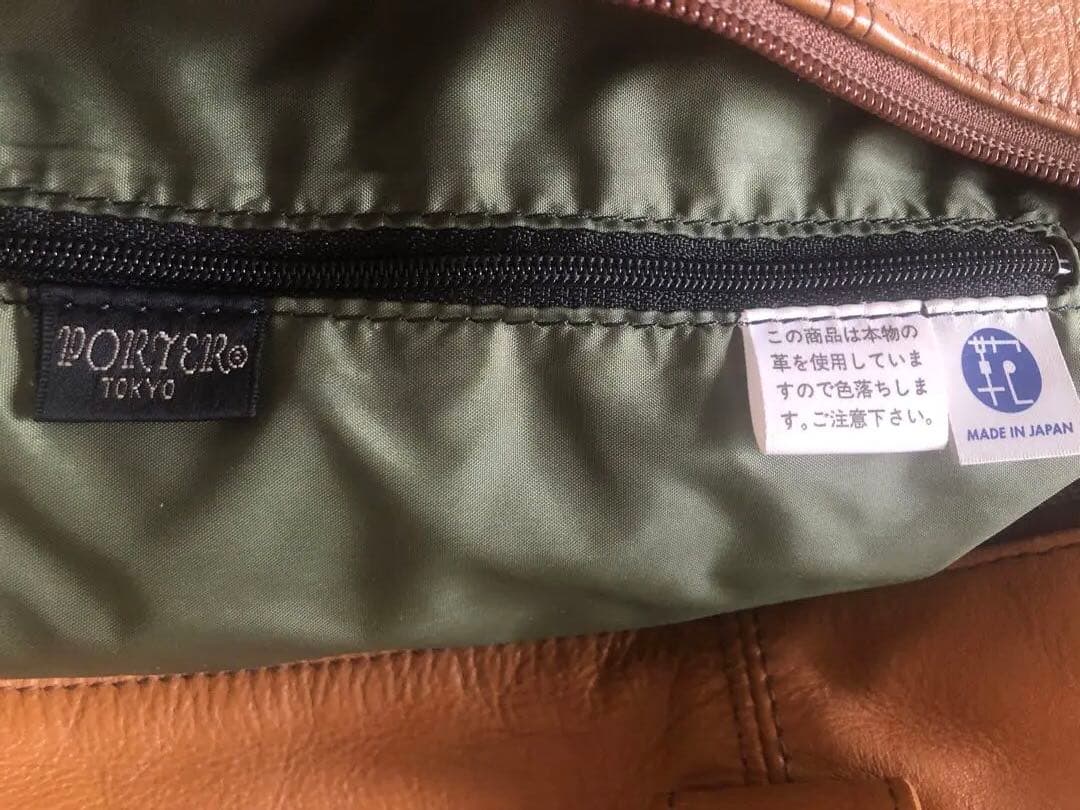 PORTER®
TOKYO
この商品は本物の
革を使用していま
すので色落ちしま
す。ご注意下さい。
MADE IN JAPAN